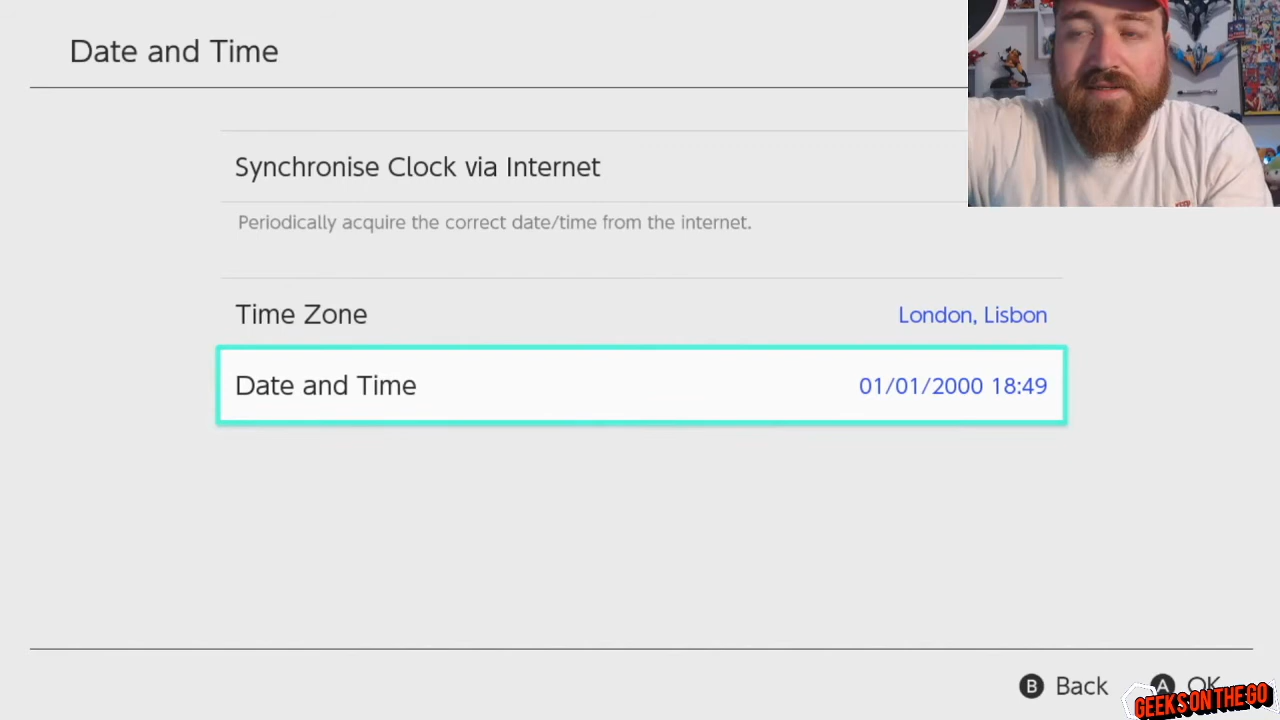 Date and Time
Synchronise Clock via Internet
Periodically acquire the correct date/time from the internet.
Time Zone London, Lisbon
Date and Time 01/01/2000 18:49
B Back A OK
GEEKS ON THE GO